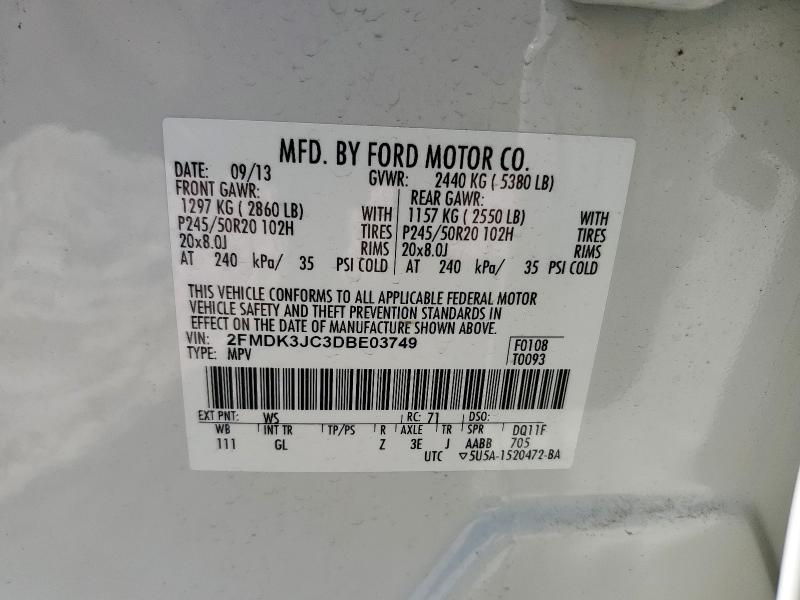 MFD. BY FORD MOTOR CO.
DATE: 09/13 GVWR: 2440 KG ( 5380 LB)
FRONT GAWR: REAR GAWR:
1297 KG ( 2860 LB) WITH 1157 KG ( 2550 LB) WITH
P245/50R20 102H TIRES P245/50R20 102H TIRES
20x8.0J RIMS 20x8.0J RIMS
AT 240 kPa/ 35 PSI COLD AT 240 kPa/ 35 PSI COLD
THIS VEHICLE CONFORMS TO ALL APPLICABLE FEDERAL MOTOR
VEHICLE SAFETY AND THEFT PREVENTION STANDARDS IN
EFFECT ON THE DATE OF MANUFACTURE SHOWN ABOVE.
VIN: 2FMDK3JC3DBE03749 F0108
TYPE: MPV T0093
EXT PNT: WS RC: 71 DSO:
WB INT TR TP/PS R AXLE TR SPR DQ11F
111 GL Z 3E J AABB 705
UTC ▽5U5A-1520472-BA